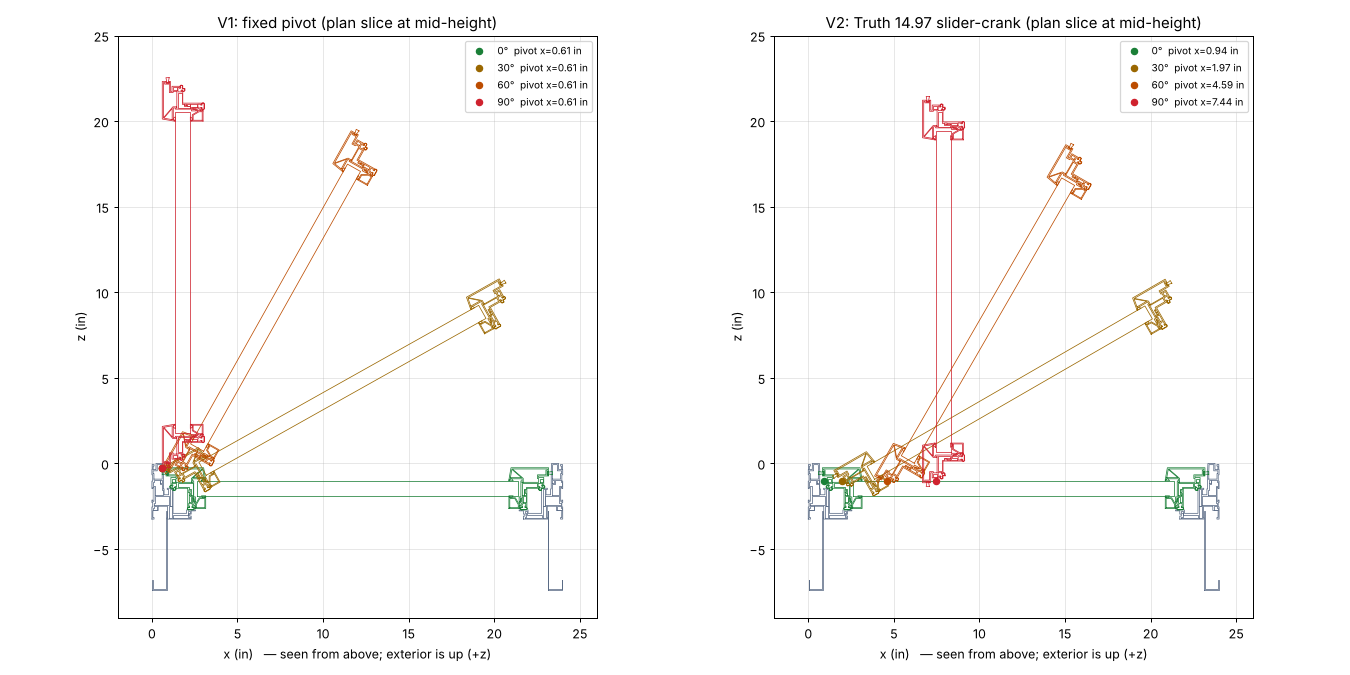 V1: fixed pivot (plan slice at mid-height)
25
20
15
10
5
0
−5
0
5
10
15
20
25
z (in)
x (in) — seen from above; exterior is up (+z)
0° pivot x=0.61 in
30° pivot x=0.61 in
60° pivot x=0.61 in
90° pivot x=0.61 in
V2: Truth 14.97 slider-crank (plan slice at mid-height)
25
20
15
10
5
0
−5
0
5
10
15
20
25
z (in)
x (in) — seen from above; exterior is up (+z)
0° pivot x=0.94 in
30° pivot x=1.97 in
60° pivot x=4.59 in
90° pivot x=7.44 in